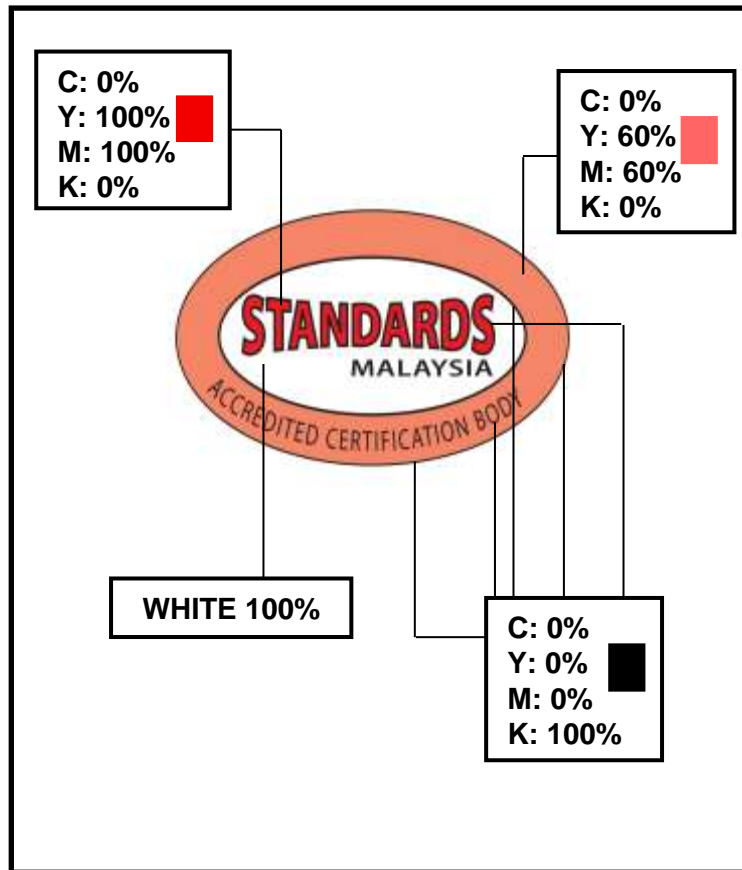 C: 0%
Y: 100%
M: 100%
K: 0%
C: 0%
Y: 60%
M: 60%
K: 0%
STANDARDS
MALAYSIA
ACCREDITED CERTIFICATION BODY
WHITE 100%
C: 0%
Y: 0%
M: 0%
K: 100%